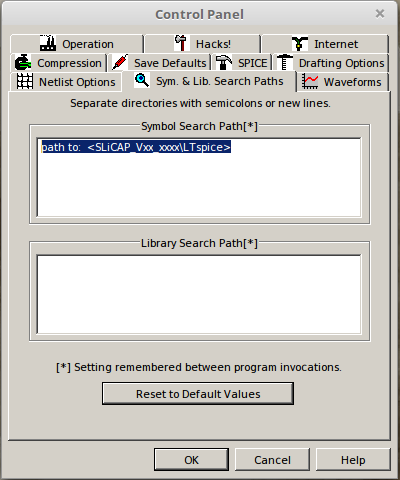 Control Panel
Operation Hacks! Internet
Compression Save Defaults SPICE Drafting Options
Netlist Options Sym. & Lib. Search Paths Waveforms
Separate directories with semicolons or new lines.
Symbol Search Path[*]
path to: <SLiCAP_Vxx_xxxx\LTspice>
Library Search Path[*]
[*] Setting remembered between program invocations.
Reset to Default Values
OK Cancel Help